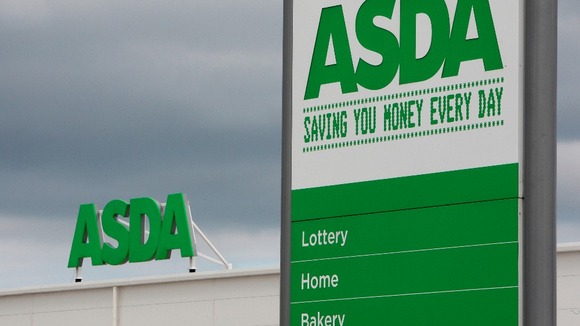 ASDA
SAVING YOU MONEY EVERY DAY
Lottery
Home
Bakery
ASDA